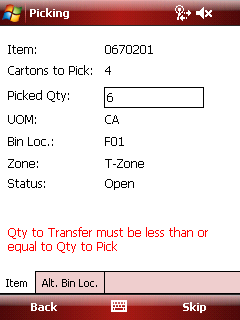 Picking
Item: 0670201
Cartons to Pick: 4
Picked Qty: 6
UOM: CA
Bin Loc.: F01
Zone: T-Zone
Status: Open
Qty to Transfer must be less than or
equal to Qty to Pick
Item Alt. Bin Loc.
Back Skip